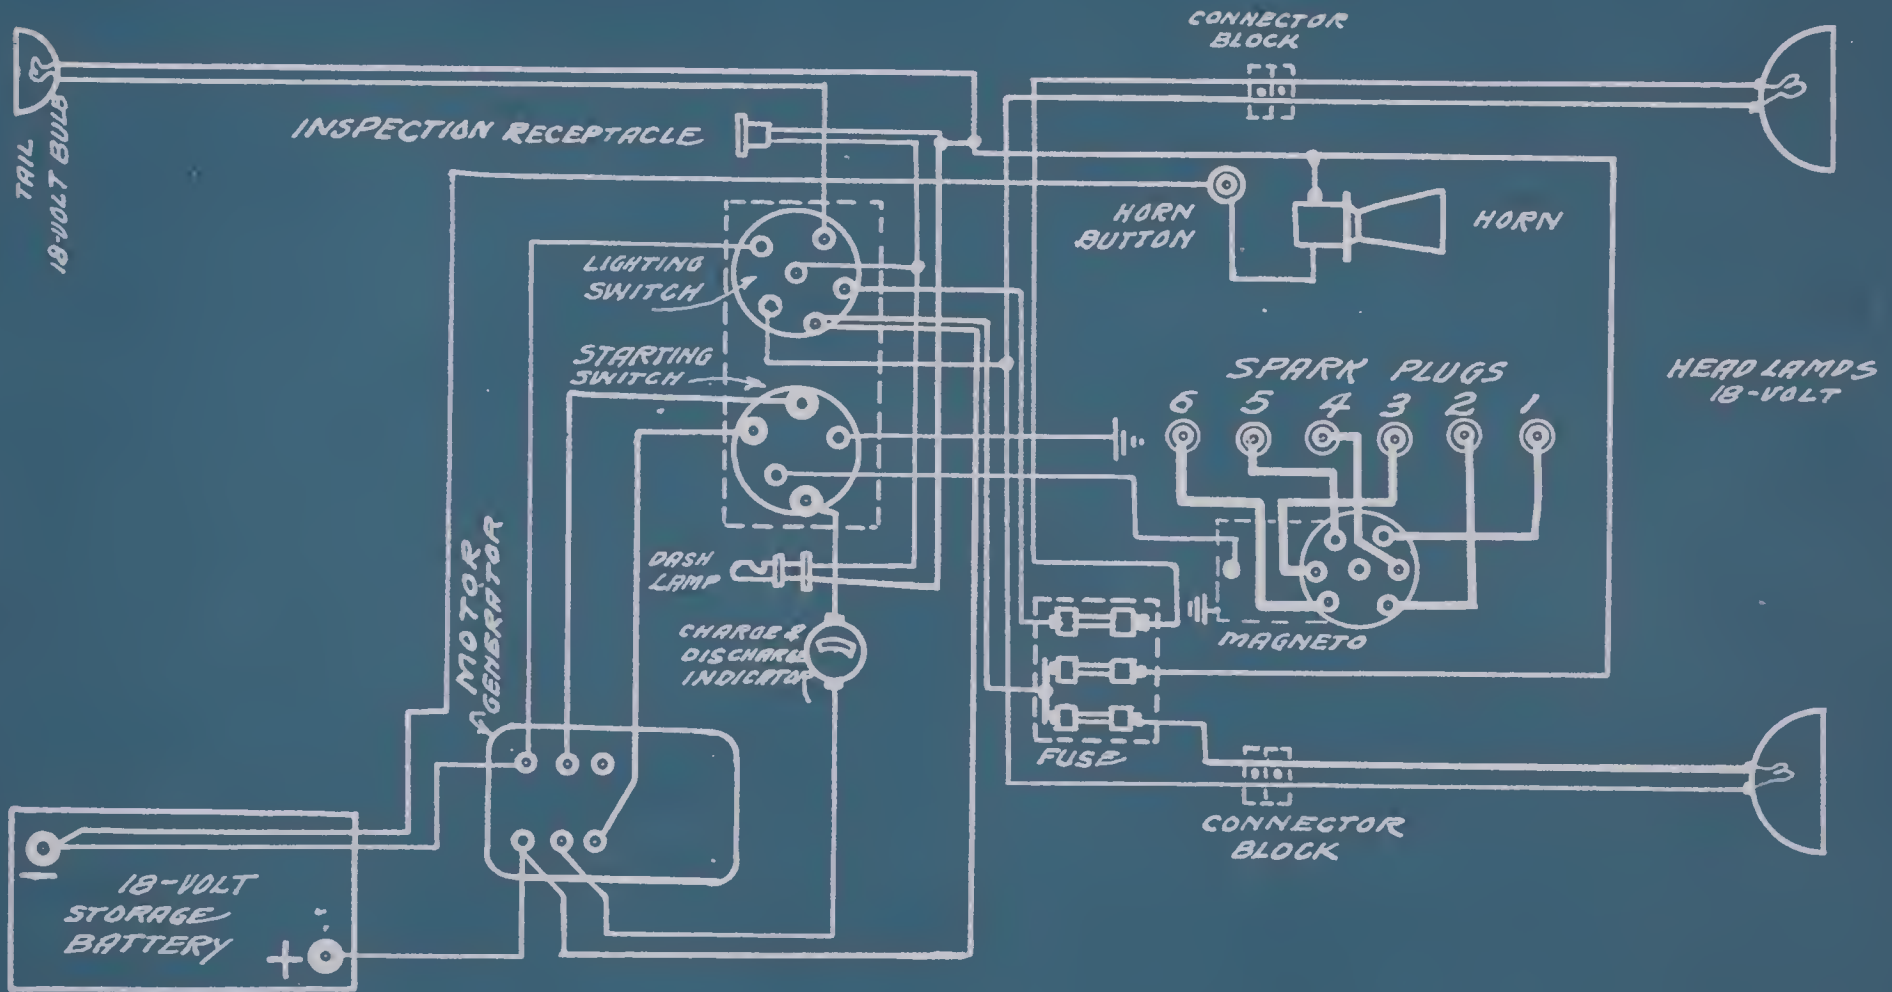 CONNECTOR
BLOCK
TAIL
18-VOLT BULB
INSPECTION RECEPTACLE
HORN
BUTTON
HORN
LIGHTING
SWITCH
STARTING
SWITCH
SPARK PLUGS
6 5 4 3 2 1
HEAD LAMPS
18-VOLT
MOTOR
GENERATOR
DASH
LAMP
CHARGE &
DISCHARGE
INDICATOR
MAGNETO
FUSE
CONNECTOR
BLOCK
18-VOLT
STORAGE
BATTERY
−
+